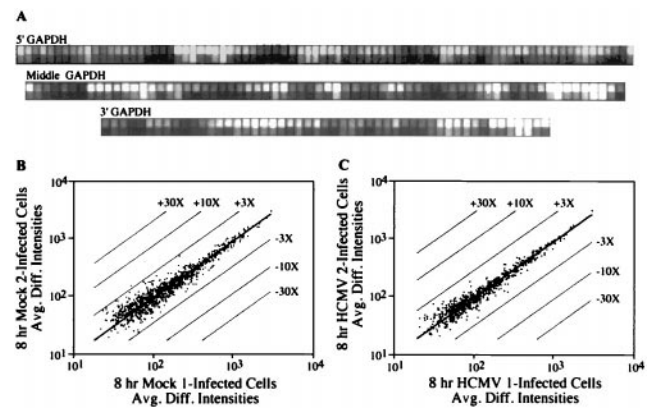 A
5' GAPDH
Middle GAPDH
3' GAPDH
B
C
10⁴
+30X
+10X
+3X
10³
-3X
10²
-10X
-30X
10¹
10¹
10²
10³
10⁴
8 hr Mock 2-Infected Cells
Avg. Diff. Intensities
8 hr Mock 1-Infected Cells
Avg. Diff. Intensities
10⁴
+30X
+10X
+3X
10³
-3X
10²
-10X
-30X
10¹
10¹
10²
10³
10⁴
8 hr HCMV 2-Infected Cells
Avg. Diff. Intensities
8 hr HCMV 1-Infected Cells
Avg. Diff. Intensities